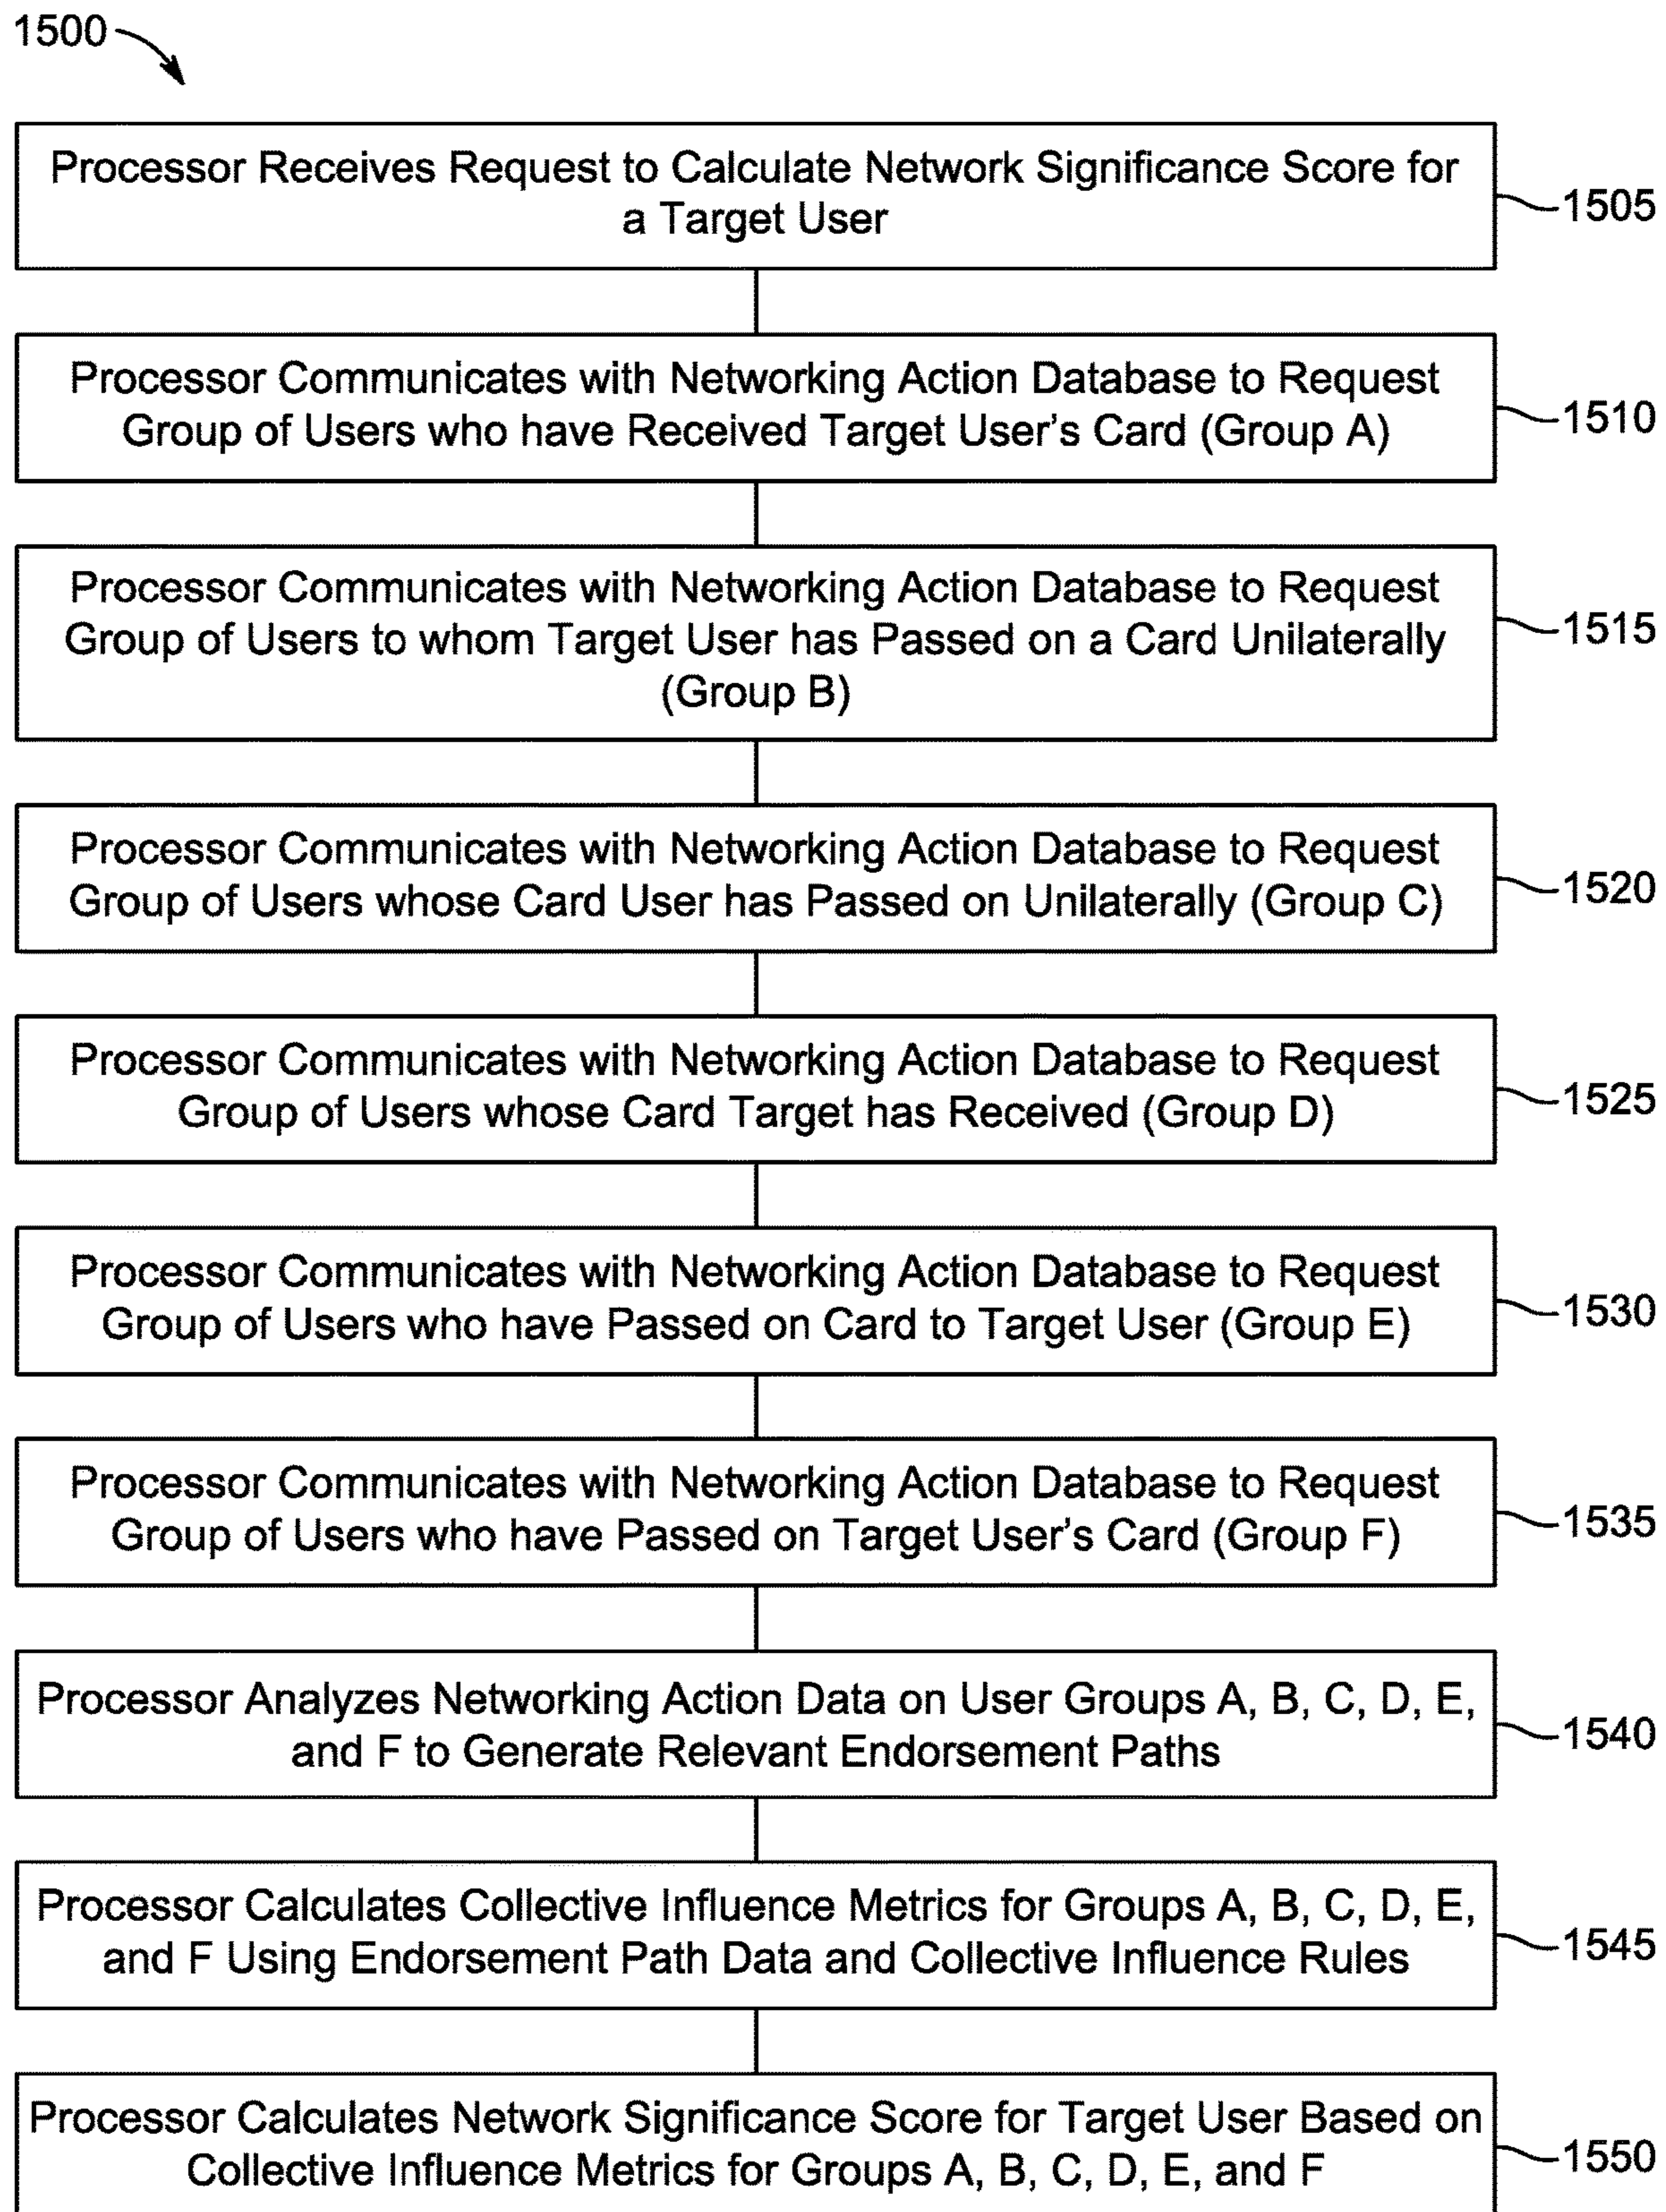 1500
Processor Receives Request to Calculate Network Significance Score for
a Target User
1505
Processor Communicates with Networking Action Database to Request
Group of Users who have Received Target User's Card (Group A)
1510
Processor Communicates with Networking Action Database to Request
Group of Users to whom Target User has Passed on a Card Unilaterally
(Group B)
1515
Processor Communicates with Networking Action Database to Request
Group of Users whose Card User has Passed on Unilaterally (Group C)
1520
Processor Communicates with Networking Action Database to Request
Group of Users whose Card Target has Received (Group D)
1525
Processor Communicates with Networking Action Database to Request
Group of Users who have Passed on Card to Target User (Group E)
1530
Processor Communicates with Networking Action Database to Request
Group of Users who have Passed on Target User's Card (Group F)
1535
Processor Analyzes Networking Action Data on User Groups A, B, C, D, E,
and F to Generate Relevant Endorsement Paths
1540
Processor Calculates Collective Influence Metrics for Groups A, B, C, D, E,
and F Using Endorsement Path Data and Collective Influence Rules
1545
Processor Calculates Network Significance Score for Target User Based on
Collective Influence Metrics for Groups A, B, C, D, E, and F
1550